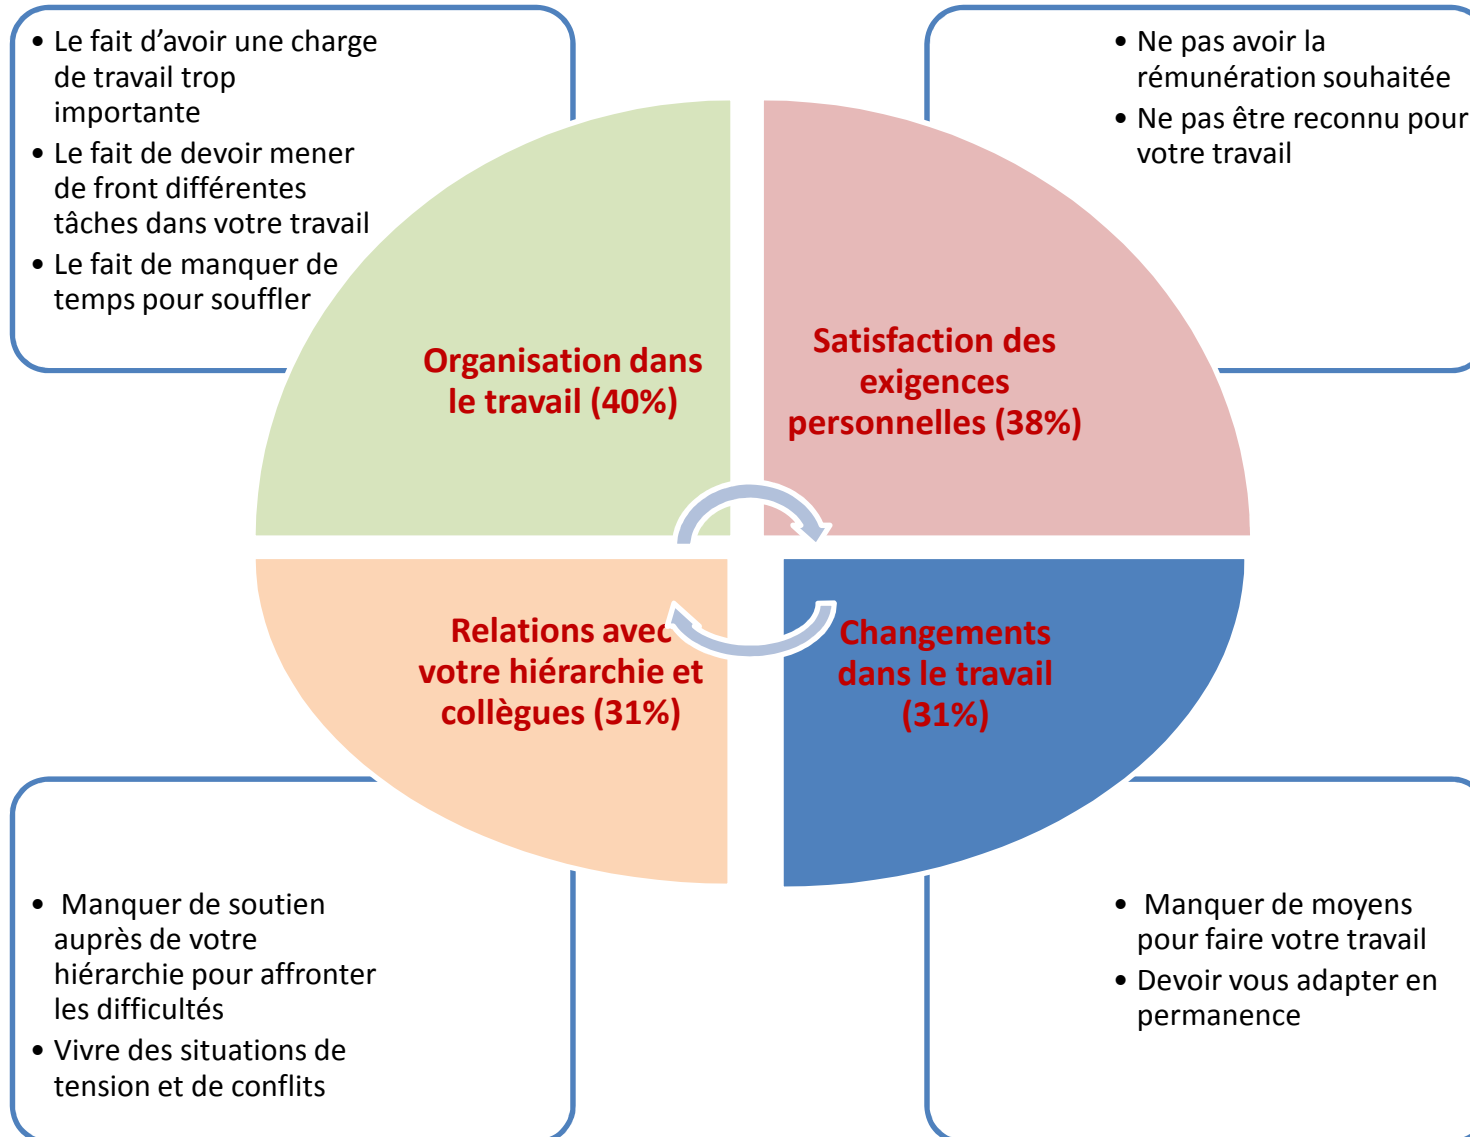 • Le fait d'avoir une charge
de travail trop
importante
• Le fait de devoir mener
de front différentes
tâches dans votre travail
• Le fait de manquer de
temps pour souffler
• Ne pas avoir la
rémunération souhaitée
• Ne pas être reconnu pour
votre travail
Organisation dans
le travail (40%)
Satisfaction des
exigences
personnelles (38%)
Relations avec
votre hiérarchie et
collègues (31%)
Changements
dans le travail
(31%)
• Manquer de soutien
auprès de votre
hiérarchie pour affronter
les difficultés
• Vivre des situations de
tension et de conflits
• Manquer de moyens
pour faire votre travail
• Devoir vous adapter en
permanence